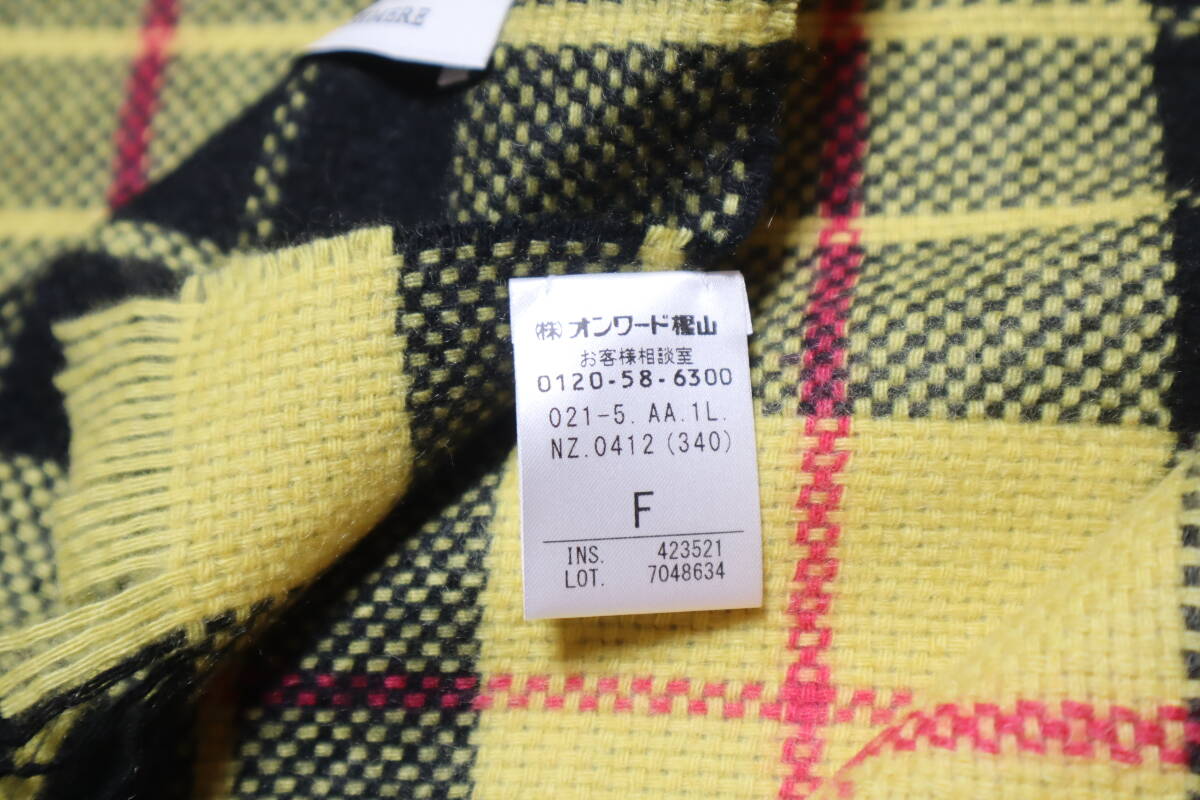 ㈱オンワード樫山
お客様相談室
0120-58-6300
021-5. AA.1L.
NZ.0412 (340)
F
INS. 423521
LOT. 7048634